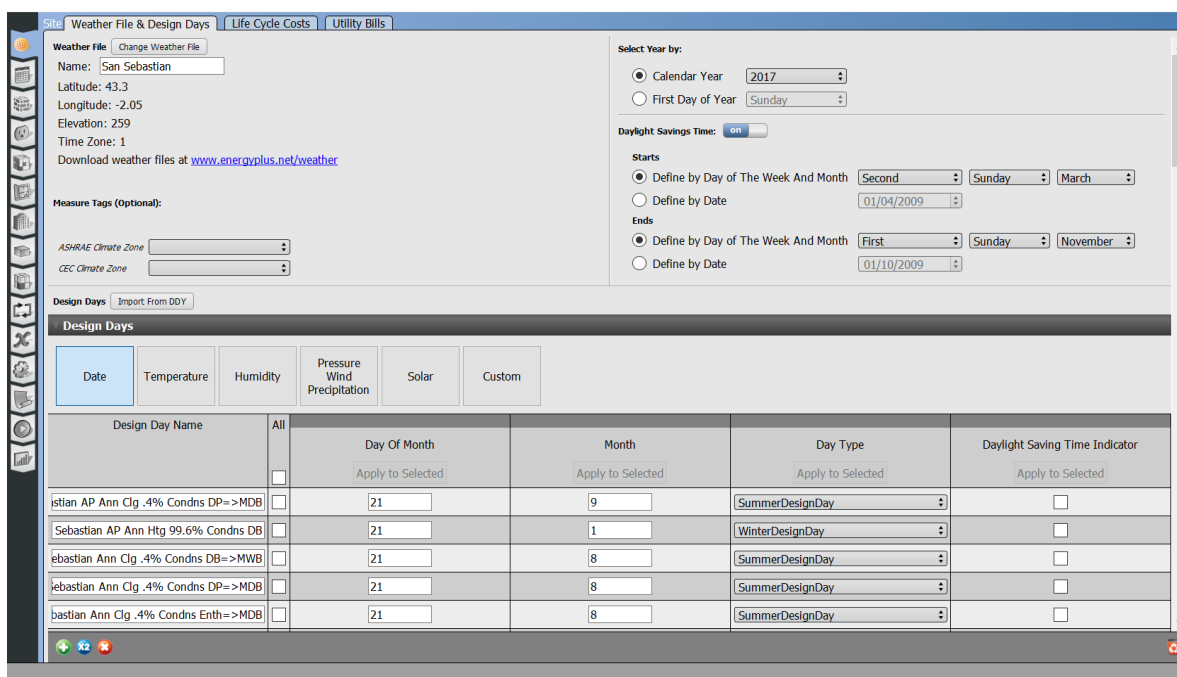 Site Weather File & Design Days Life Cycle Costs Utility Bills
Weather File Change Weather File
Name: San Sebastian
Latitude: 43.3
Longitude: -2.05
Elevation: 259
Time Zone: 1
Download weather files at www.energyplus.net/weather
Measure Tags (Optional):
ASHRAE Climate Zone
CEC Climate Zone
Select Year by:
Calendar Year 2017
First Day of Year Sunday
Daylight Savings Time: on
Starts
Define by Day of The Week And Month Second Sunday March
Define by Date 01/04/2009
Ends
Define by Day of The Week And Month First Sunday November
Define by Date 01/10/2009
Design Days Import From DDY
Design Days
Date Temperature Humidity Pressure Wind Precipitation Solar Custom
Design Day Name All Day Of Month Month Day Type Daylight Saving Time Indicator
Apply to Selected Apply to Selected Apply to Selected Apply to Selected
stian AP Ann Clg .4% Condns DP=>MDB 21 9 SummerDesignDay
Sebastian AP Ann Htg 99.6% Condns DB 21 1 WinterDesignDay
ebastian Ann Clg .4% Condns DB=>MWB 21 8 SummerDesignDay
ebastian Ann Clg .4% Condns DP=>MDB 21 8 SummerDesignDay
bastian Ann Clg .4% Condns Enth=>MDB 21 8 SummerDesignDay
X2